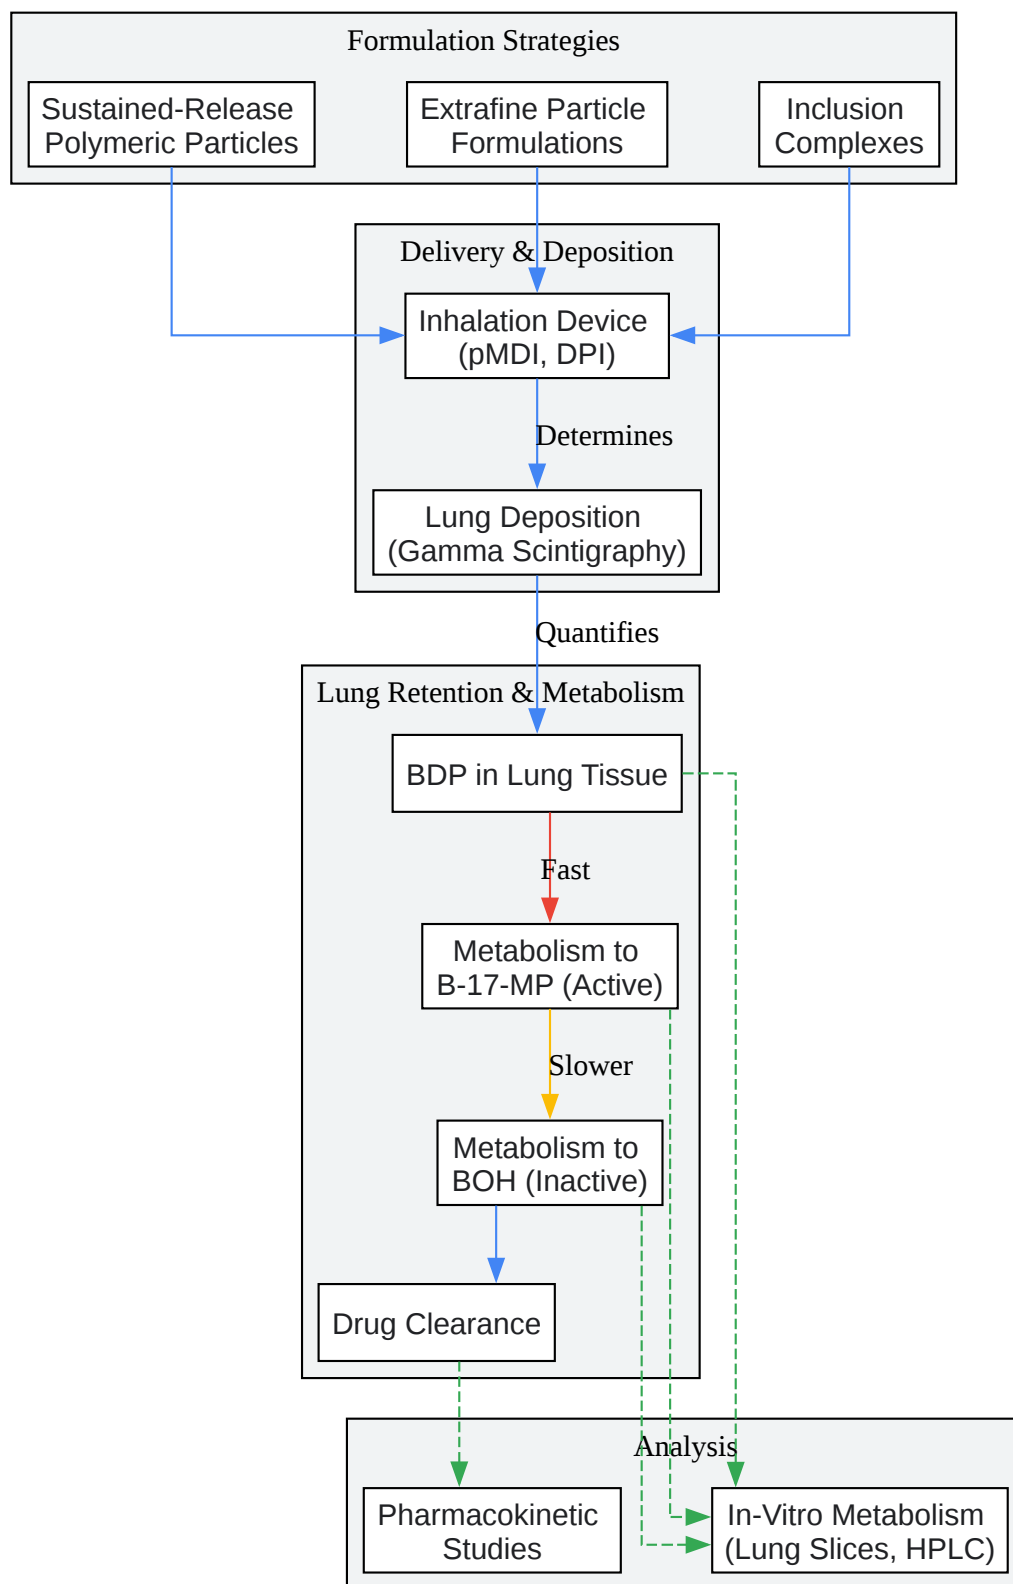 Formulation Strategies
Sustained-Release
Polymeric Particles
Extrafine Particle
Formulations
Inclusion
Complexes
Delivery & Deposition
Inhalation Device
(pMDI, DPI)
Determines
Lung Deposition
(Gamma Scintigraphy)
Quantifies
Lung Retention & Metabolism
BDP in Lung Tissue
Fast
Metabolism to
B-17-MP (Active)
Slower
Metabolism to
BOH (Inactive)
Drug Clearance
Analysis
Pharmacokinetic
Studies
In-Vitro Metabolism
(Lung Slices, HPLC)